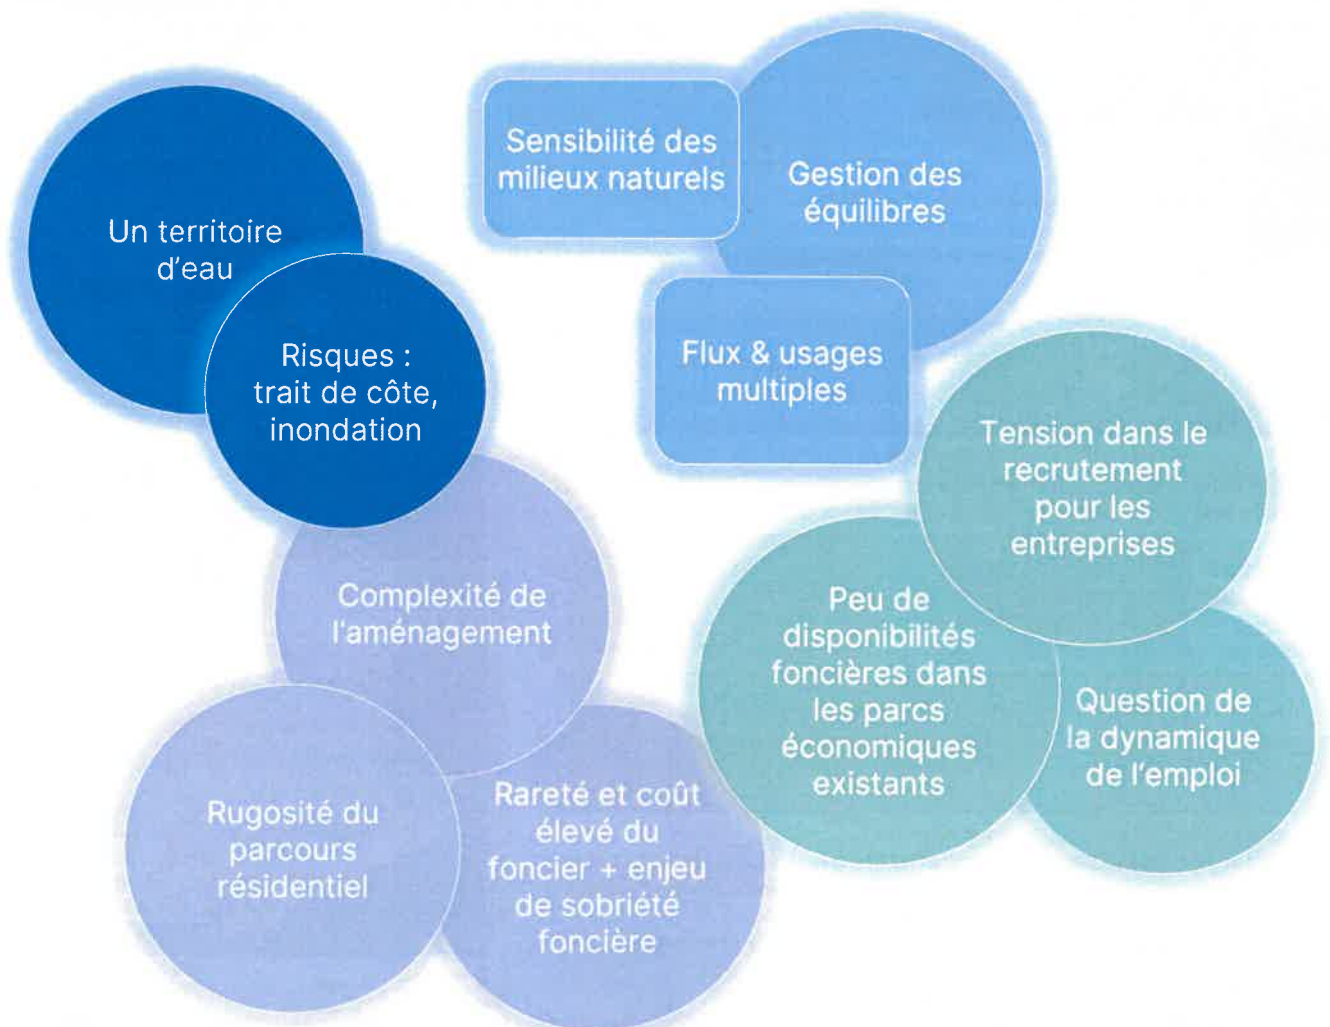 Un territoire
d'eau
Risques :
trait de côte,
inondation
Sensibilité des
milieux naturels
Gestion des
équilibres
Flux & usages
multiples
Tension dans le
recrutement
pour les
entreprises
Peu de
disponibilités
foncières dans
les parcs
économiques
existants
Question de
la dynamique
de l'emploi
Complexité de
l'aménagement
Rugosité du
parcours
résidentiel
Rareté et coût
élevé du
foncier + enjeu
de sobriété
foncière